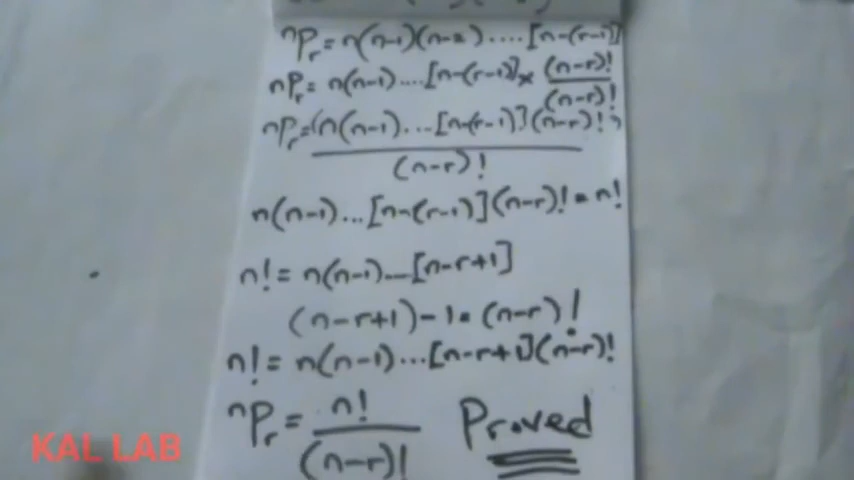 ⁿPᵣ = n(n-1)(n-2) .... [n-(r-1)]
nPᵣ = n(n-1) .... [n-(r-1)] × (n-r)!/(n-r)!
nPᵣ = (n(n-1) ... [n-(r-1)] (n-r)!)
(n-r)!
n(n-1)...[n-(r-1)](n-r)! = n!
n! = n(n-1)....[n-r+1]
(n-r+1)-1 = (n-r)!
n! = n(n-1)...[n-r+1](n-r)!
ⁿPᵣ = n!/(n-r)! Proved
KAL LAB